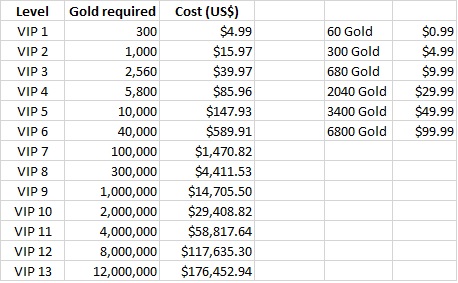 Level Gold required Cost (US$)
VIP 1 300 $4.99 60 Gold $0.99
VIP 2 1,000 $15.97 300 Gold $4.99
VIP 3 2,560 $39.97 680 Gold $9.99
VIP 4 5,800 $85.96 2040 Gold $29.99
VIP 5 10,000 $147.93 3400 Gold $49.99
VIP 6 40,000 $589.91 6800 Gold $99.99
VIP 7 100,000 $1,470.82
VIP 8 300,000 $4,411.53
VIP 9 1,000,000 $14,705.50
VIP 10 2,000,000 $29,408.82
VIP 11 4,000,000 $58,817.64
VIP 12 8,000,000 $117,635.30
VIP 13 12,000,000 $176,452.94